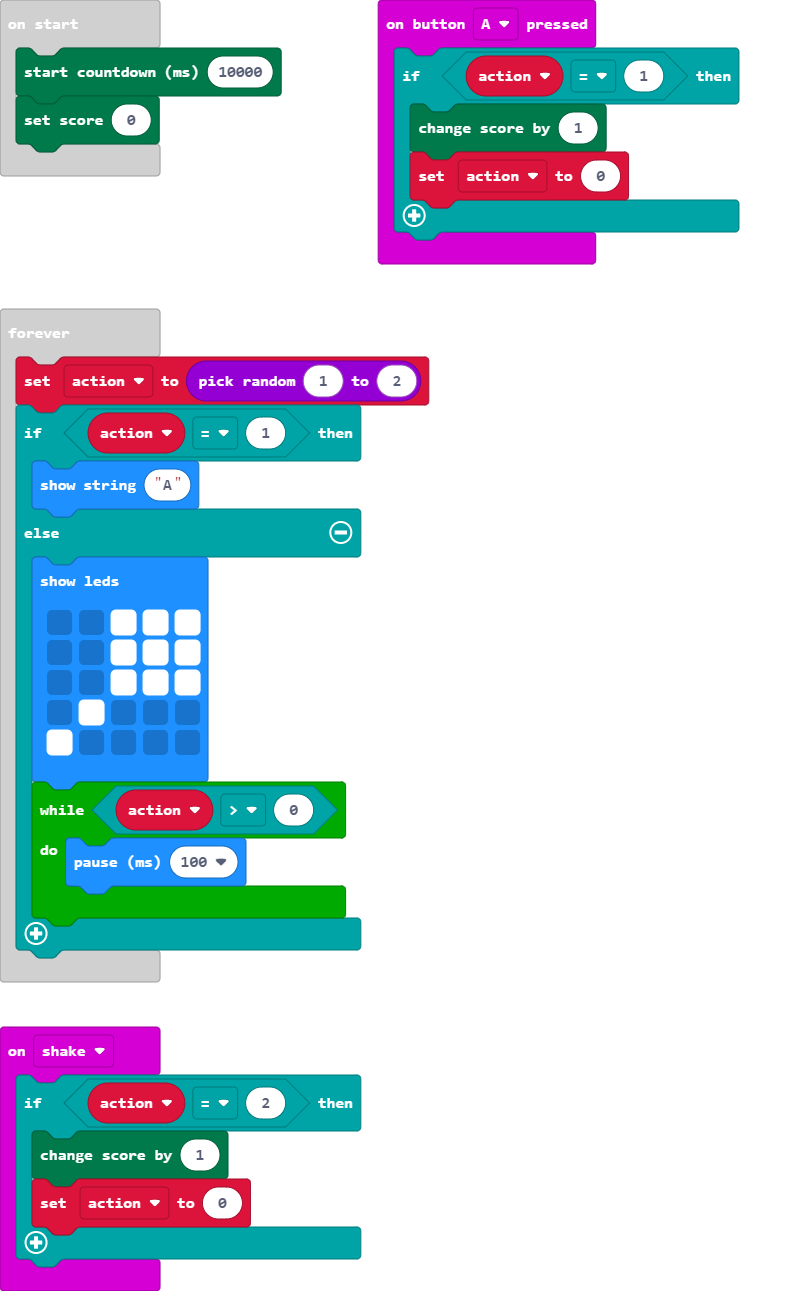 on start
start countdown (ms) 10000
set score 0
on button A pressed
if action = 1 then
change score by 1
set action to 0
forever
set action to pick random 1 to 2
if action = 1 then
show string "A"
else
show leds
while action > 0
do pause (ms) 100
on shake
if action = 2 then
change score by 1
set action to 0